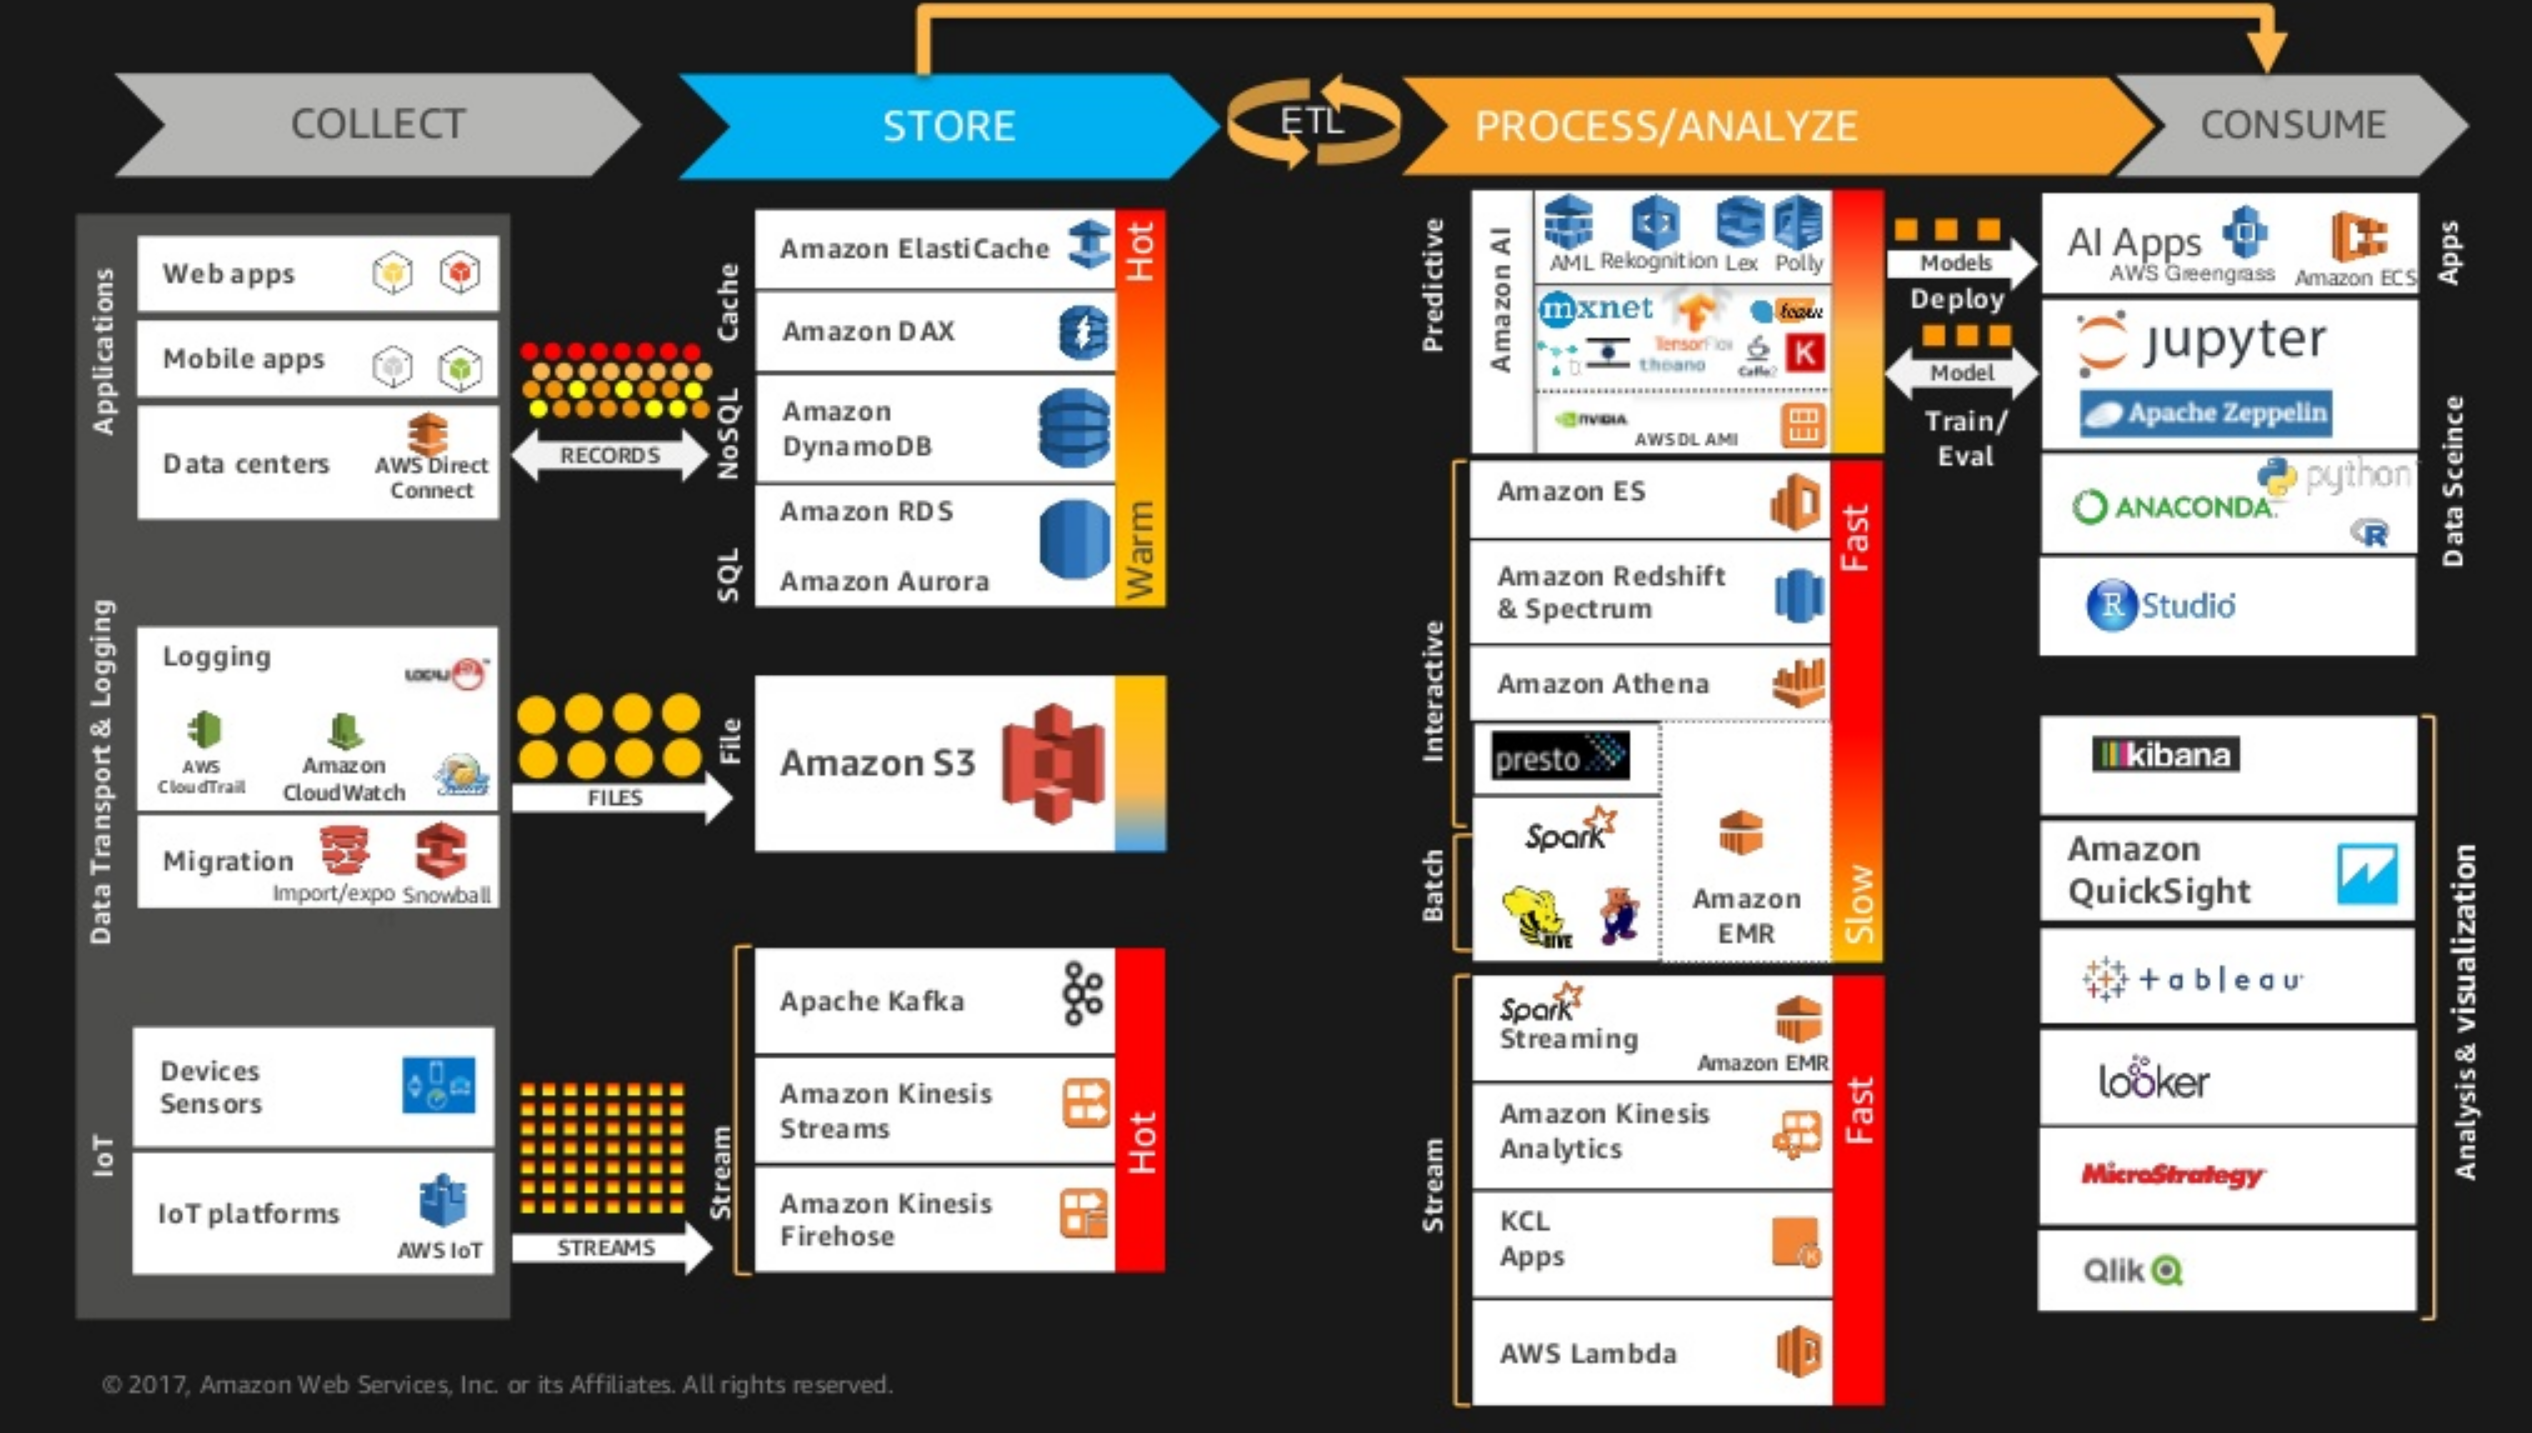 COLLECT
STORE
ETL
PROCESS/ANALYZE
CONSUME
Applications
Web apps
Mobile apps
Data centers
AWS Direct
Connect
Data Transport & Logging
Logging
LOG4J
AWS
CloudTrail
Amazon
CloudWatch
Migration
Import/expo
Snowball
IoT
Devices
Sensors
IoT platforms
AWS IoT
RECORDS
FILES
STREAMS
Cache
NoSQL
SQL
Amazon ElastiCache
Amazon DAX
Amazon
DynamoDB
Amazon RDS
Amazon Aurora
Hot
Warm
File
Amazon S3
Stream
Apache Kafka
Amazon Kinesis
Streams
Amazon Kinesis
Firehose
Hot
Predictive
Amazon AI
AML Rekognition Lex Polly
mxnet
learn
TensorFlow
theano
Caffe2
K
NVIDIA
AWS DL AMI
Interactive
Amazon ES
Amazon Redshift
& Spectrum
Amazon Athena
presto
Batch
Spark
HIVE
Amazon
EMR
Fast
Slow
Stream
Spark
Streaming
Amazon EMR
Amazon Kinesis
Analytics
KCL
Apps
AWS Lambda
Fast
Models
Deploy
Model
Train/
Eval
AI Apps
AWS Greengrass
Amazon ECS
Apps
jupyter
Apache Zeppelin
python
ANACONDA.
R
R Studio
Data Sceince
kibana
Amazon
QuickSight
+ableau
looker
MicroStrategy
Qlik
Analysis & visualization
© 2017, Amazon Web Services, Inc. or its Affiliates. All rights reserved.